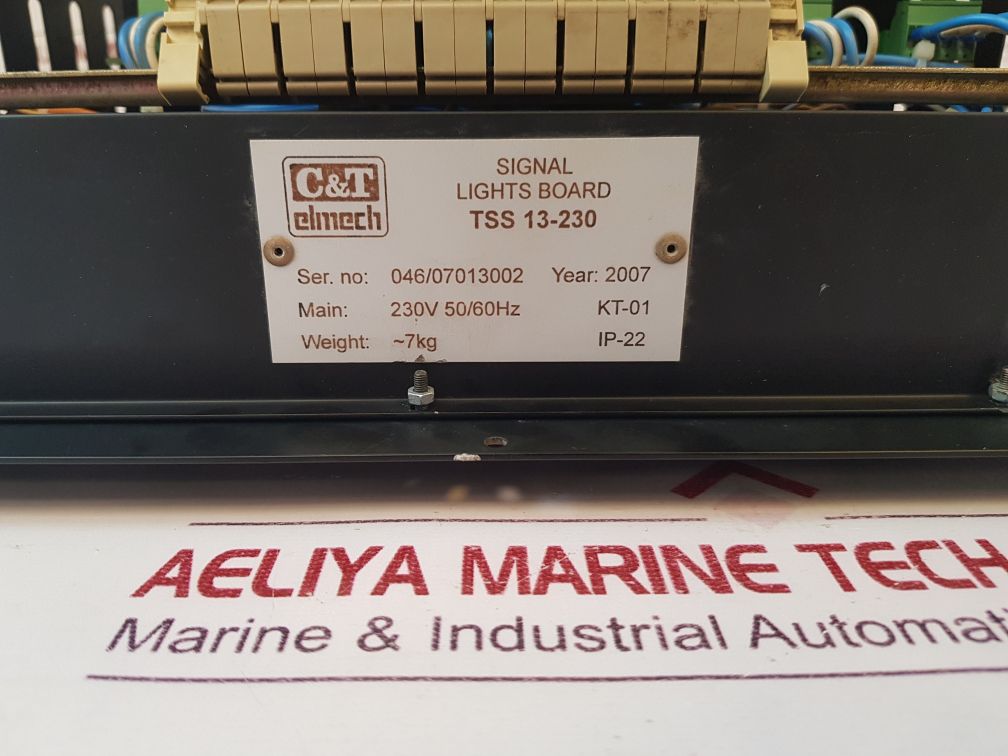 C&T
elmech
SIGNAL
LIGHTS BOARD
TSS 13-230
Ser. no: 046/07013002 Year: 2007
Main: 230V 50/60Hz KT-01
Weight: ~7kg IP-22
AELIYA MARINE TECH
Marine & Industrial Automat